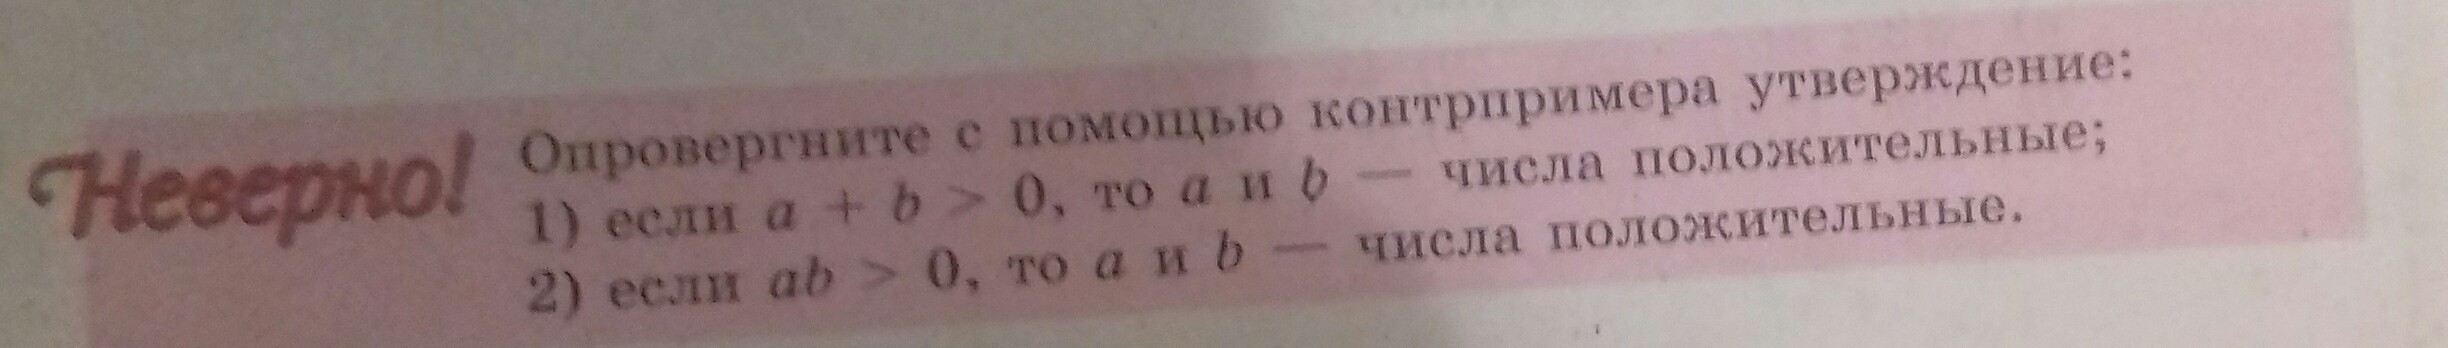 Неверно!
Опровергните с помощью контрпримера утверждение:
1) если a + b > 0, то a и b — числа положительные;
2) если ab > 0, то a и b — числа положительные.